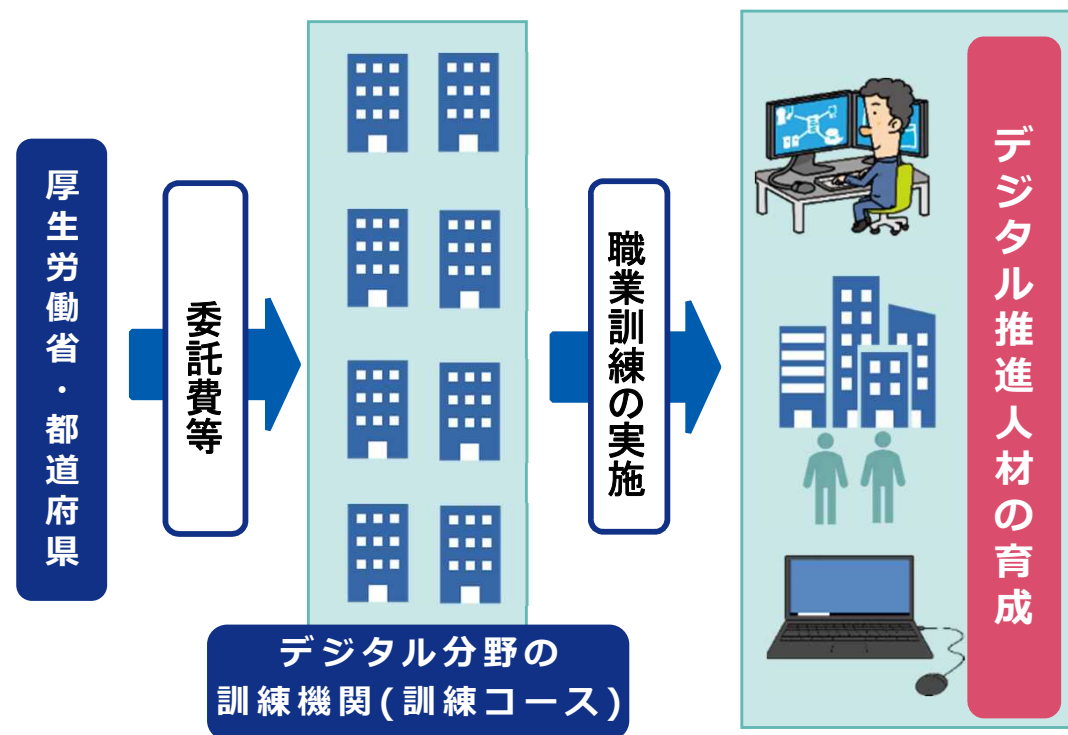 厚生労働省・都道府県
委託費等
デジタル分野の
訓練機関(訓練コース)
職業訓練の実施
デジタル推進人材の育成